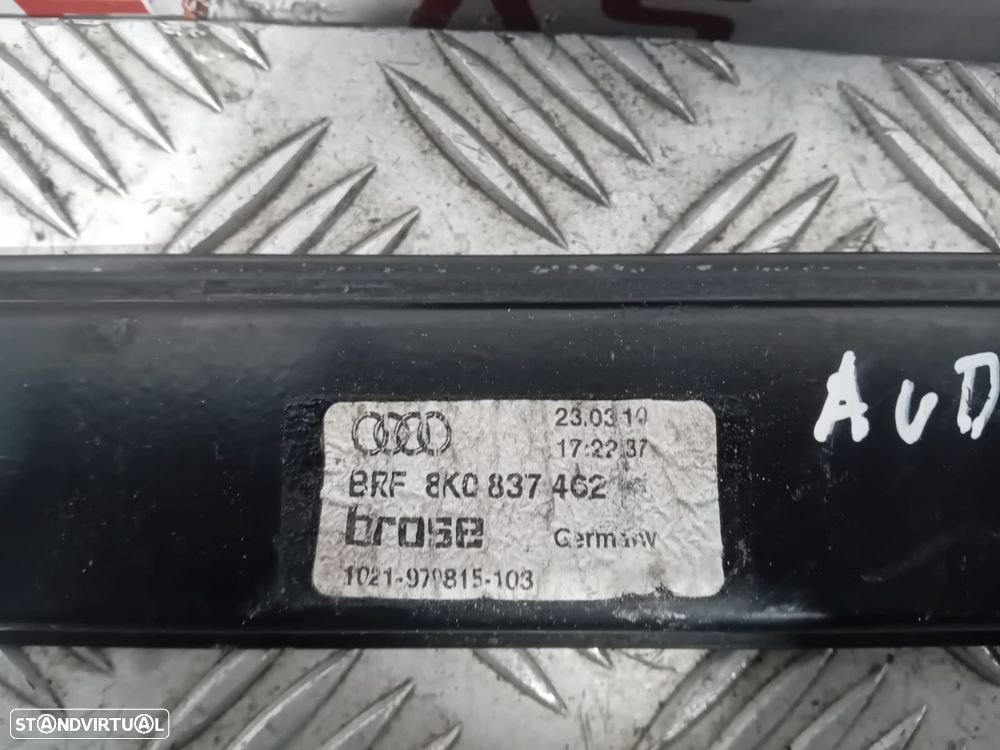 AUD
23.03.10
17:22:37
BRF 8K0 837 462
brose
Germany
1021-979815-103
STANDVIRTUAL